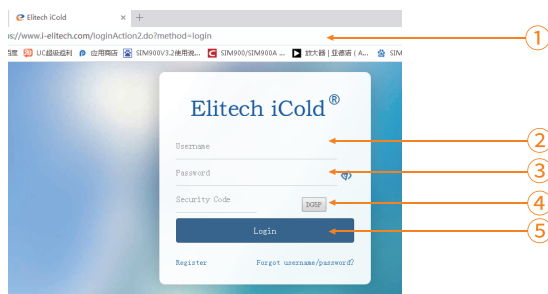 Elitech iCold × +
s://www.i-elitech.com/loginAction2.do?method=login
百度 UC超级返利 应用商店 SIM900V3.2使用说... SIM900/SIM900A ... 放大器 | 亚德诺 ( A... SIM
①
Elitech iCold ®
Username
②
Password
③
Security Code DGSP
④
Login
⑤
Register Forgot username/password?